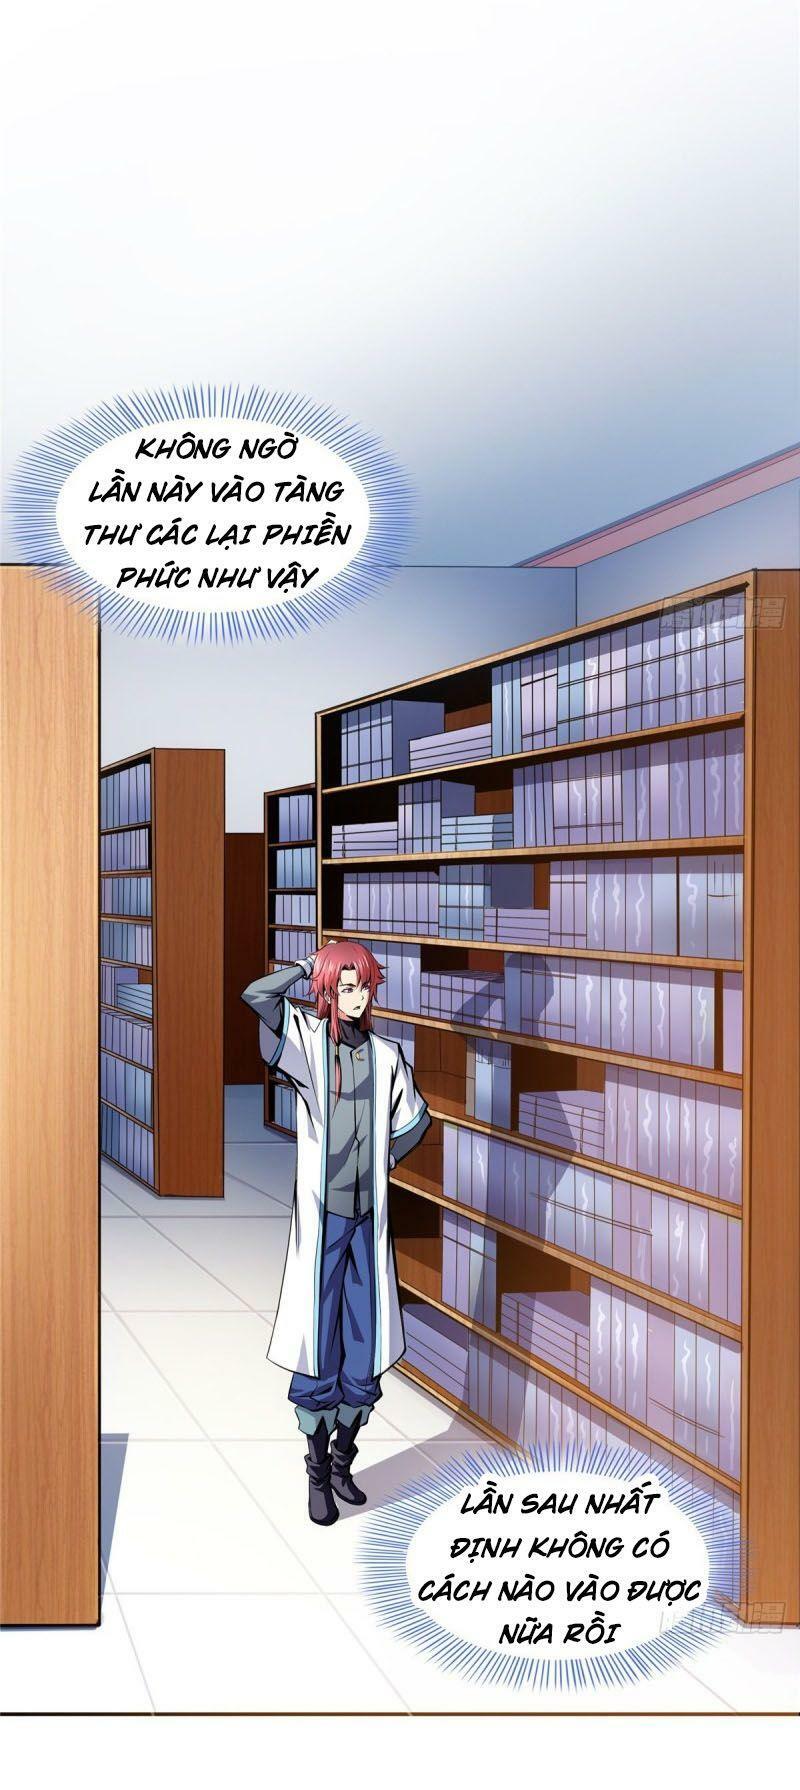 KHÔNG NGỜ
LẦN NÀY VÀO TÀNG
THƯ CÁC LẠI PHIỀN
PHỨC NHƯ VẬY
LẦN SAU NHẤT
ĐỊNH KHÔNG CÓ
CÁCH NÀO VÀO ĐƯỢC
NỮA RỒI